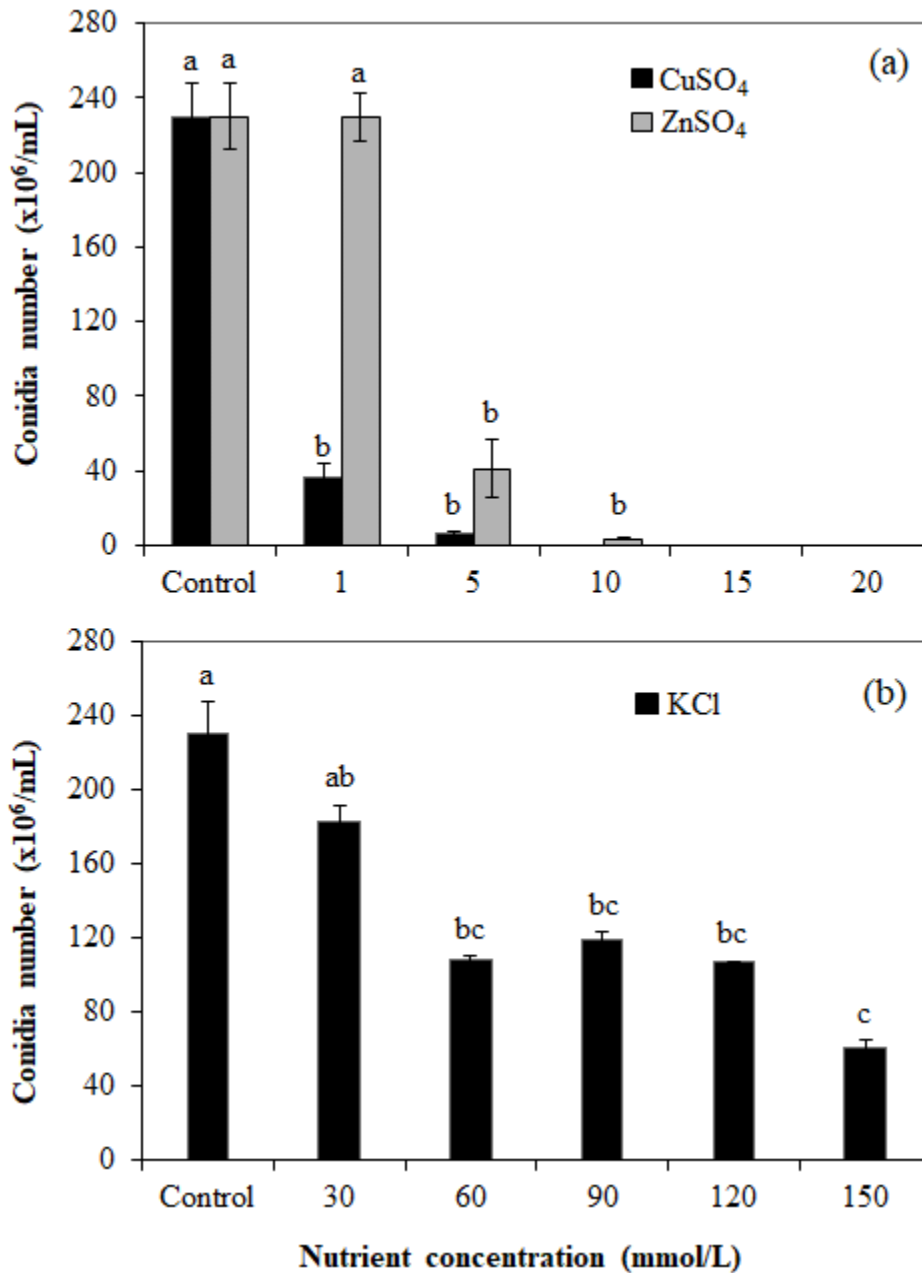 280
240
200
160
120
80
40
0
Conidia number (x10⁶/mL)
(a)
CuSO₄
ZnSO₄
a a a
b
b b
b
Control 1 5 10 15 20
280
240
200
160
120
80
40
0
Conidia number (x10⁶/mL)
(b)
KCl
a
ab
bc bc bc
c
Control 30 60 90 120 150
Nutrient concentration (mmol/L)